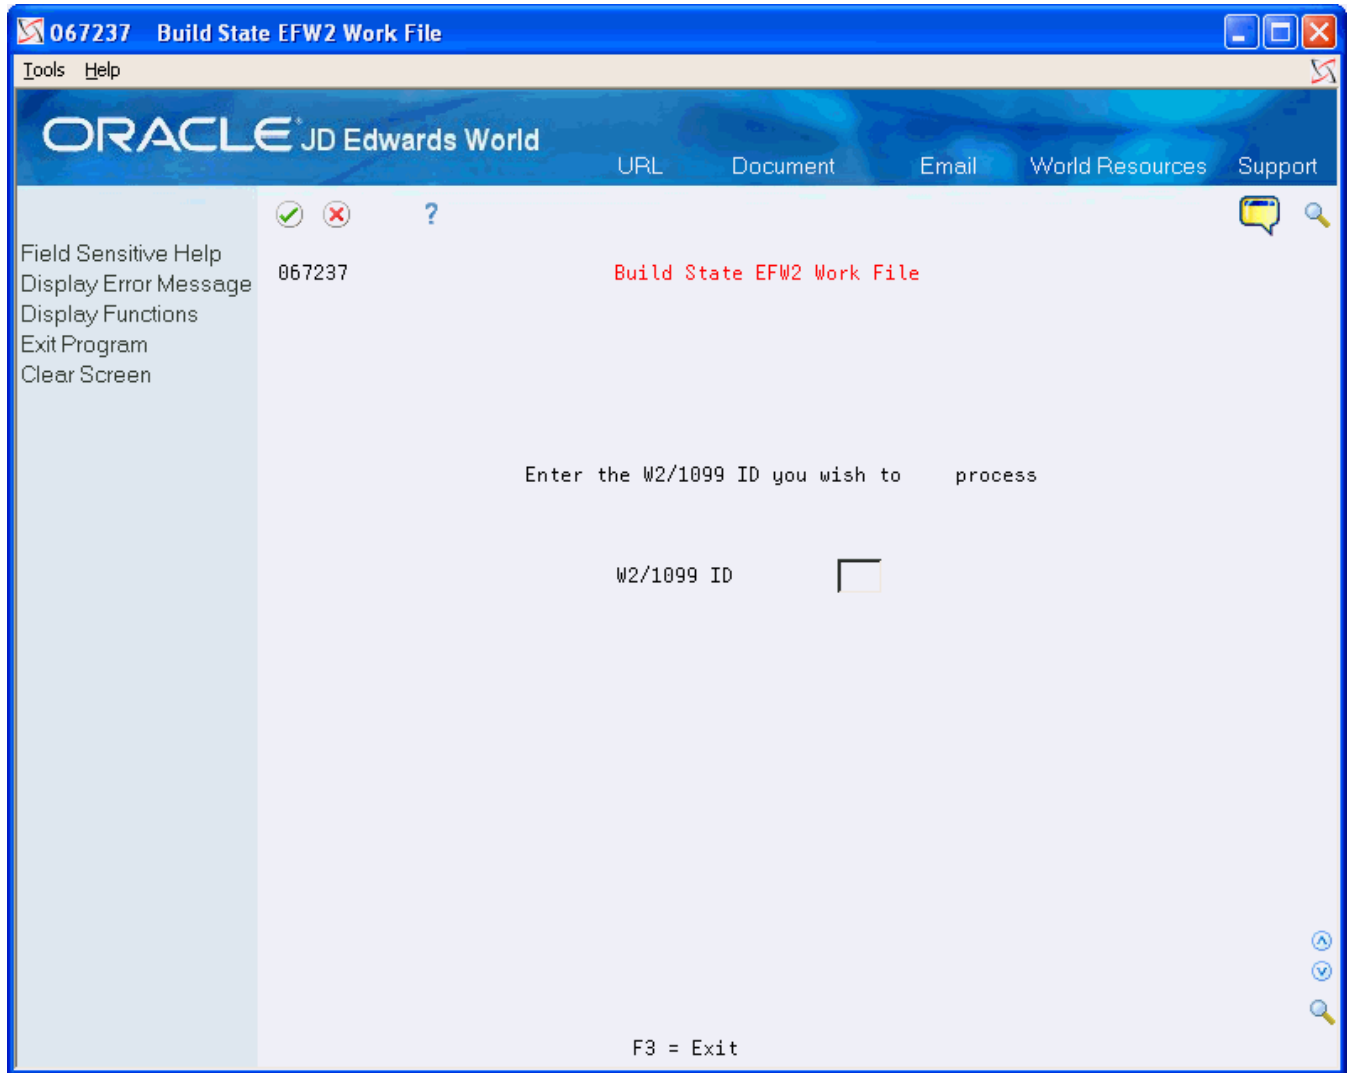 067237 Build State EFW2 Work File
Tools Help
ORACLE JD Edwards World
URL Document Email World Resources Support
?
Field Sensitive Help
Display Error Message
Display Functions
Exit Program
Clear Screen
067237 Build State EFW2 Work File
Enter the W2/1099 ID you wish to process
W2/1099 ID
F3 = Exit